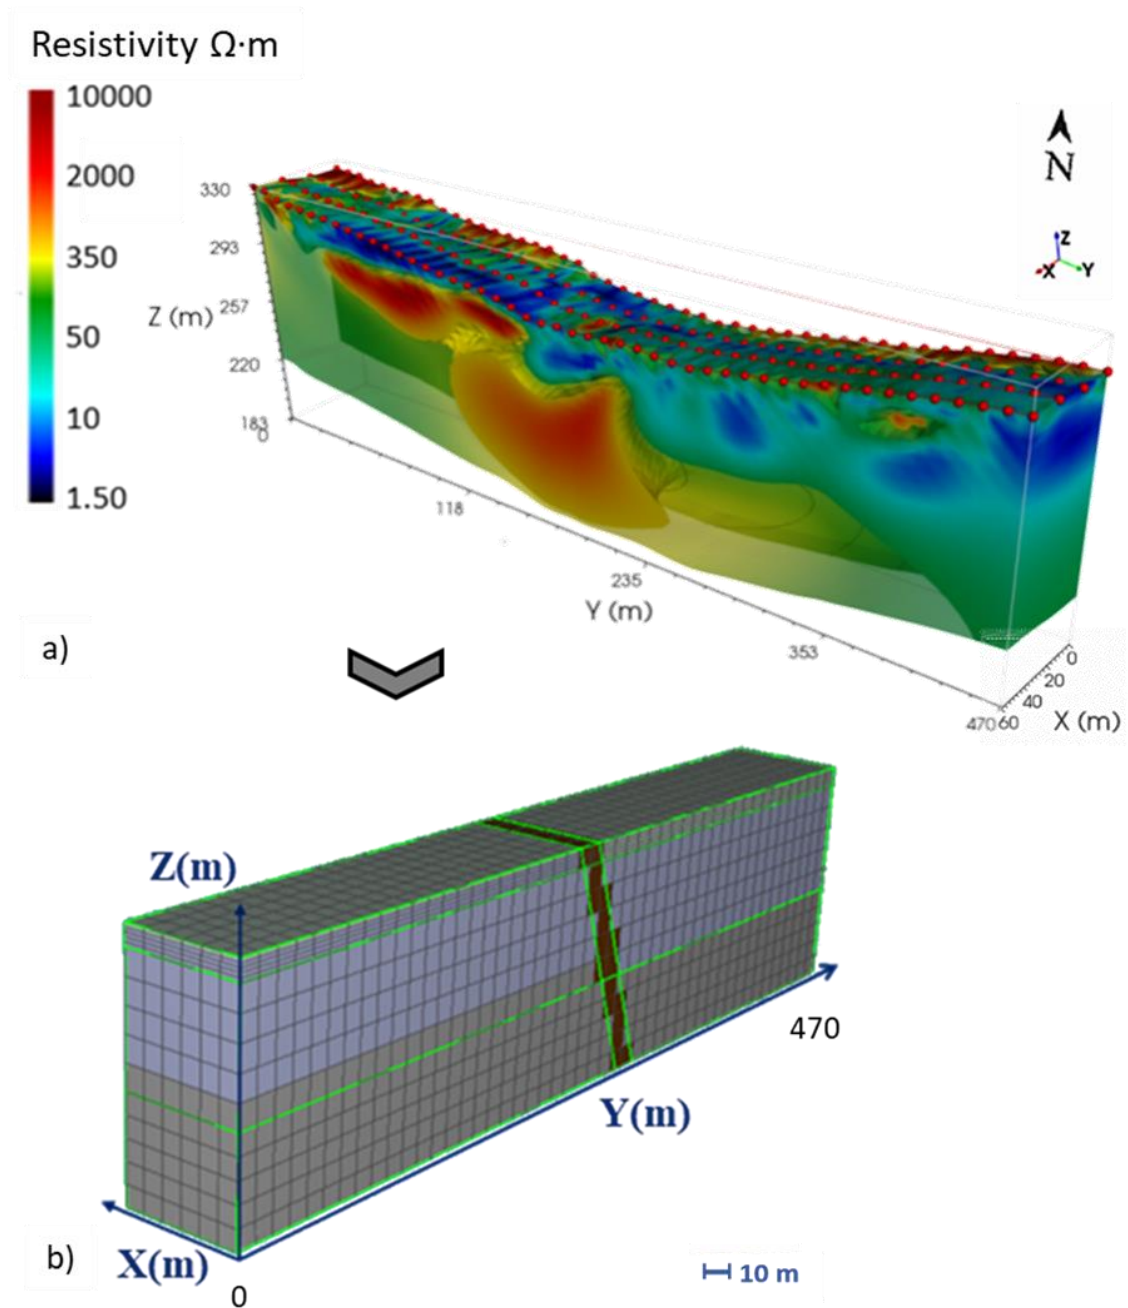 Resistivity Ω·m
10000
2000
350
50
10
1.50
N
Z
X
Y
330
293
257
220
183
0
Z (m)
118
235
353
470
Y (m)
60
40
20
0
X (m)
a)
Z(m)
470
Y(m)
X(m)
0
b)
10 m